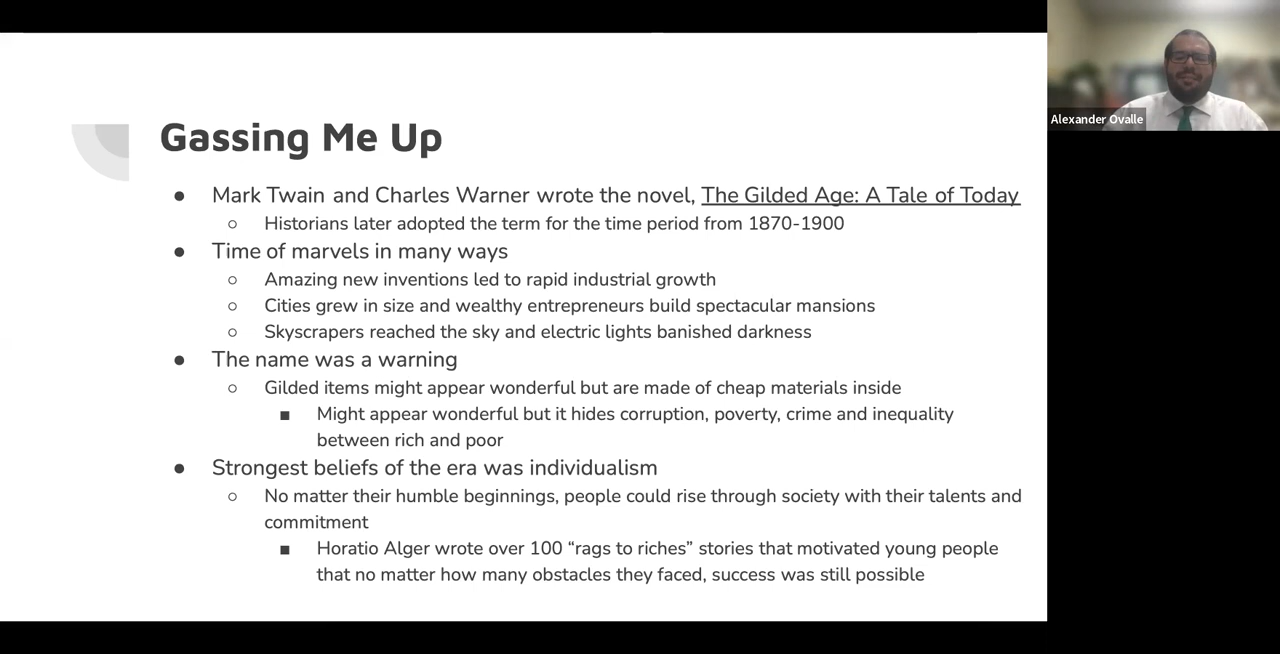 Gassing Me Up
● Mark Twain and Charles Warner wrote the novel, The Gilded Age: A Tale of Today
○ Historians later adopted the term for the time period from 1870-1900
● Time of marvels in many ways
○ Amazing new inventions led to rapid industrial growth
○ Cities grew in size and wealthy entrepreneurs build spectacular mansions
○ Skyscrapers reached the sky and electric lights banished darkness
● The name was a warning
○ Gilded items might appear wonderful but are made of cheap materials inside
■ Might appear wonderful but it hides corruption, poverty, crime and inequality
between rich and poor
● Strongest beliefs of the era was individualism
○ No matter their humble beginnings, people could rise through society with their talents and
commitment
■ Horatio Alger wrote over 100 “rags to riches” stories that motivated young people
that no matter how many obstacles they faced, success was still possible
Alexander Ovalle